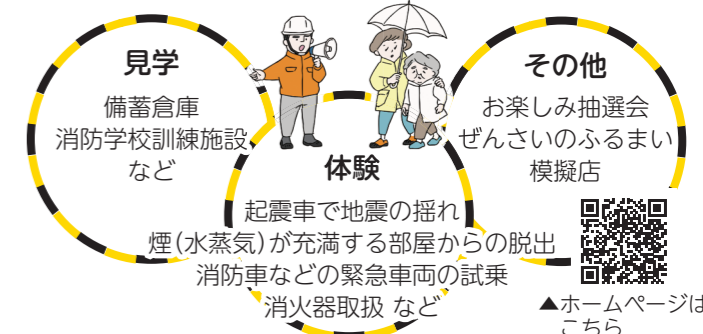 見学
備蓄倉庫
消防学校訓練施設
など
体験
起震車で地震の揺れ
煙(水蒸気)が充満する部屋からの脱出
消防車などの緊急車両の試乗
消火器取扱 など
その他
お楽しみ抽選会
ぜんさいのふるまい
模擬店
▲ホームページは
こちら